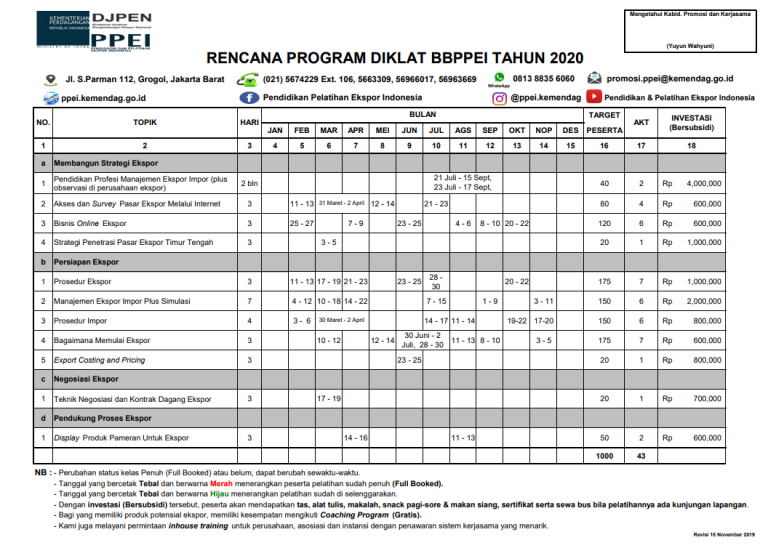 Mengetahui Kabid. Promosi dan Kerjasama
KEMENTERIAN
PERDAGANGAN
REPUBLIK INDONESIA
DJPEN
PPEI
(Yuyun Wahyuni)
RENCANA PROGRAM DIKLAT BBPPEI TAHUN 2020
Jl. S.Parman 112, Grogol, Jakarta Barat (021) 5674229 Ext. 106, 5663309, 56966017, 56963669 WhatsApp 0813 8835 6060 promosi.ppei@kemendag.go.id
ppei.kemendag.go.id Pendidikan Pelatihan Ekspor Indonesia @ppei.kemendag Pendidikan & Pelatihan Ekspor Indonesia
NO. TOPIK HARI BULAN TARGET PESERTA AKT INVESTASI (Bersubsidi)
JAN FEB MAR APR MEI JUN JUL AGS SEP OKT NOP DES
1 2 3 4 5 6 7 8 9 10 11 12 13 14 15 16 17 18
a Membangun Strategi Ekspor
1 Pendidikan Profesi Manajemen Ekspor Impor (plus observasi di perusahaan ekspor) 2 bln 21 Juli - 15 Sept, 23 Juli - 17 Sept, 40 2 Rp 4,000,000
2 Akses dan Survey Pasar Ekspor Melalui Internet 3 11 - 13 31 Maret - 2 April 12 - 14 21 - 23 80 4 Rp 600,000
3 Bisnis Online Ekspor 3 25 - 27 7 - 9 23 - 25 4 - 6 8 - 10 20 - 22 120 6 Rp 600,000
4 Strategi Penetrasi Pasar Ekspor Timur Tengah 3 3 - 5 20 1 Rp 1,000,000
b Persiapan Ekspor
1 Prosedur Ekspor 3 11 - 13 17 - 19 21 - 23 23 - 25 28 - 30 20 - 22 175 7 Rp 1,000,000
2 Manajemen Ekspor Impor Plus Simulasi 7 4 - 12 10 - 18 14 - 22 7 - 15 1 - 9 3 - 11 150 6 Rp 2,000,000
3 Prosedur Impor 4 3 - 6 30 Maret - 2 April 14 - 17 11 - 14 19-22 17-20 150 6 Rp 800,000
4 Bagaimana Memulai Ekspor 3 10 - 12 12 - 14 30 Juni - 2 Juli, 28 - 30 11 - 13 8 - 10 3 - 5 175 7 Rp 600,000
5 Export Costing and Pricing 3 23 - 25 20 1 Rp 800,000
c Negosiasi Ekspor
1 Teknik Negosiasi dan Kontrak Dagang Ekspor 3 17 - 19 20 1 Rp 700,000
d Pendukung Proses Ekspor
1 Display Produk Pameran Untuk Ekspor 3 14 - 16 11 - 13 50 2 Rp 600,000
1000 43
NB : - Perubahan status kelas Penuh (Full Booked) atau belum, dapat berubah sewaktu-waktu.
- Tanggal yang bercetak Tebal dan berwarna Merah menerangkan peserta pelatihan sudah penuh (Full Booked).
- Tanggal yang bercetak Tebal dan berwarna Hijau menerangkan pelatihan sudah di selenggarakan.
- Dengan investasi (Bersubsidi) tersebut, peserta akan mendapatkan tas, alat tulis, makalah, snack pagi-sore & makan siang, sertifikat serta sewa bus bila pelatihannya ada kunjungan lapangan.
- Bagi yang memiliki produk potensial ekspor, memiliki kesempatan mengikuti Coaching Program (Gratis).
- Kami juga melayani permintaan inhouse training untuk perusahaan, asosiasi dan instansi dengan penawaran sistem kerjasama yang menarik.
Revisi 15 November 2019